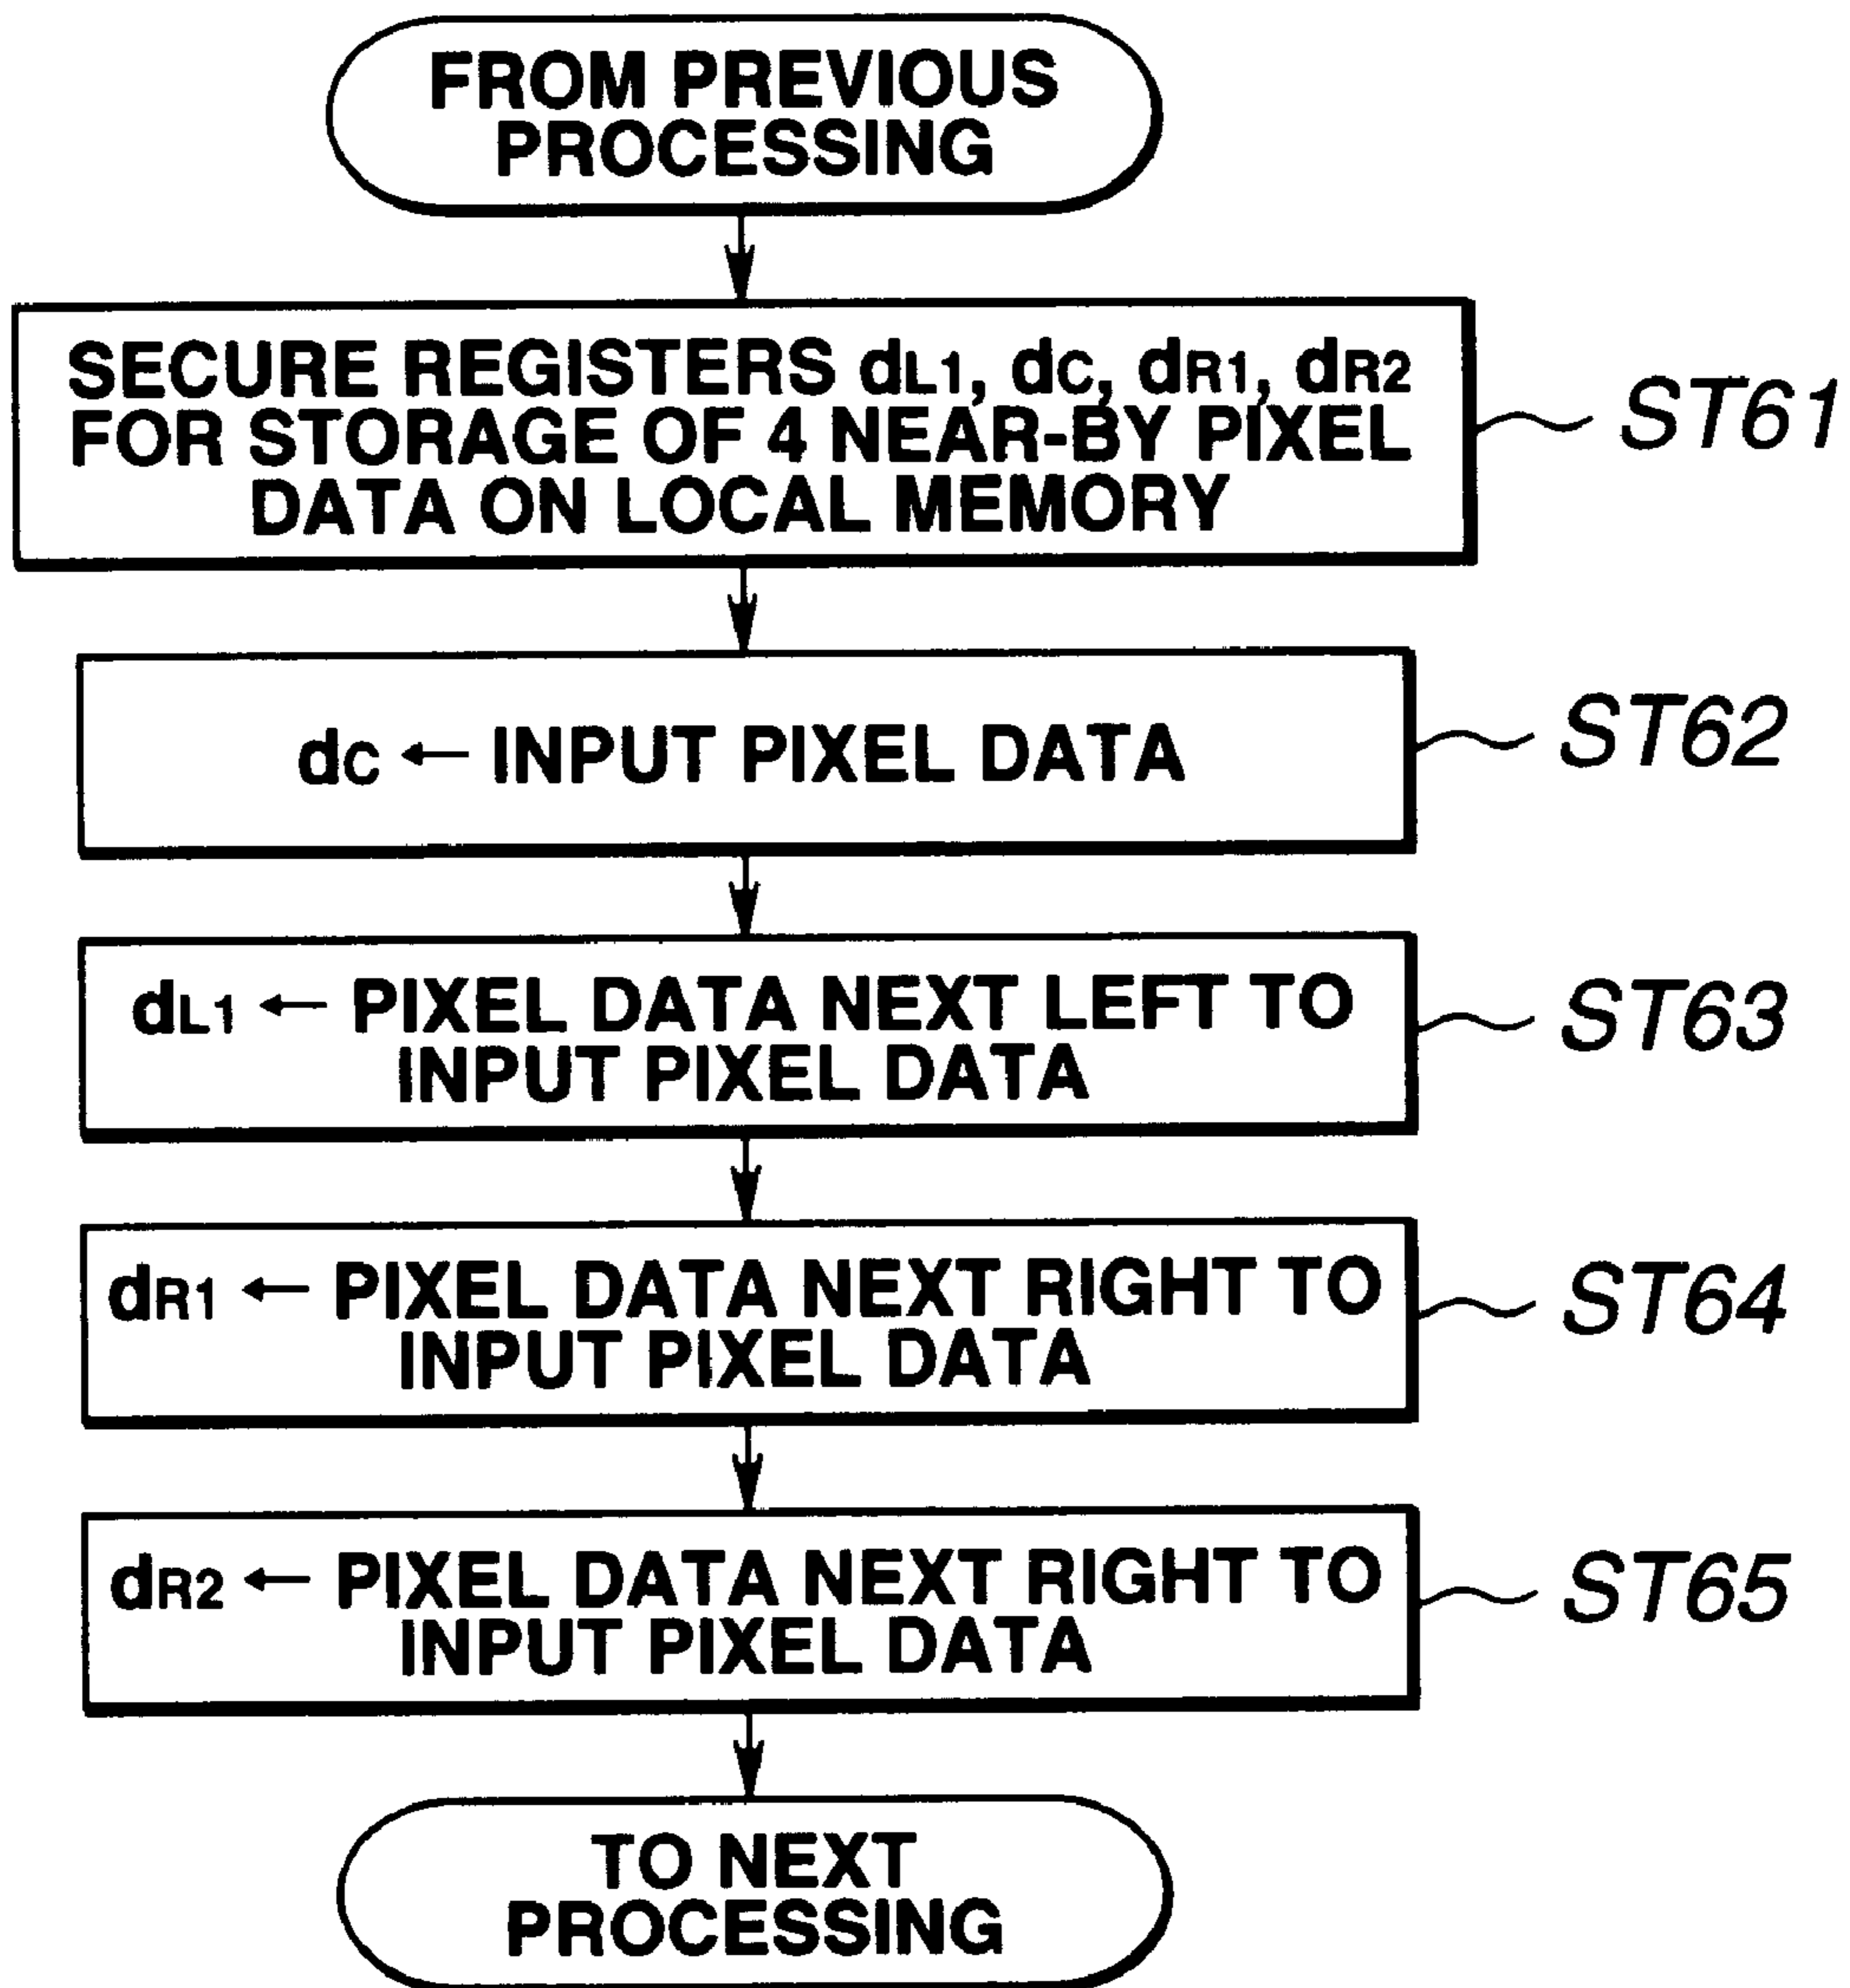 FROM PREVIOUS
PROCESSING
SECURE REGISTERS dL1, dC, dR1, dR2
FOR STORAGE OF 4 NEAR-BY PIXEL
DATA ON LOCAL MEMORY
ST61
dC ← INPUT PIXEL DATA
ST62
dL1 ← PIXEL DATA NEXT LEFT TO
INPUT PIXEL DATA
ST63
dR1 ← PIXEL DATA NEXT RIGHT TO
INPUT PIXEL DATA
ST64
dR2 ← PIXEL DATA NEXT RIGHT TO
INPUT PIXEL DATA
ST65
TO NEXT
PROCESSING